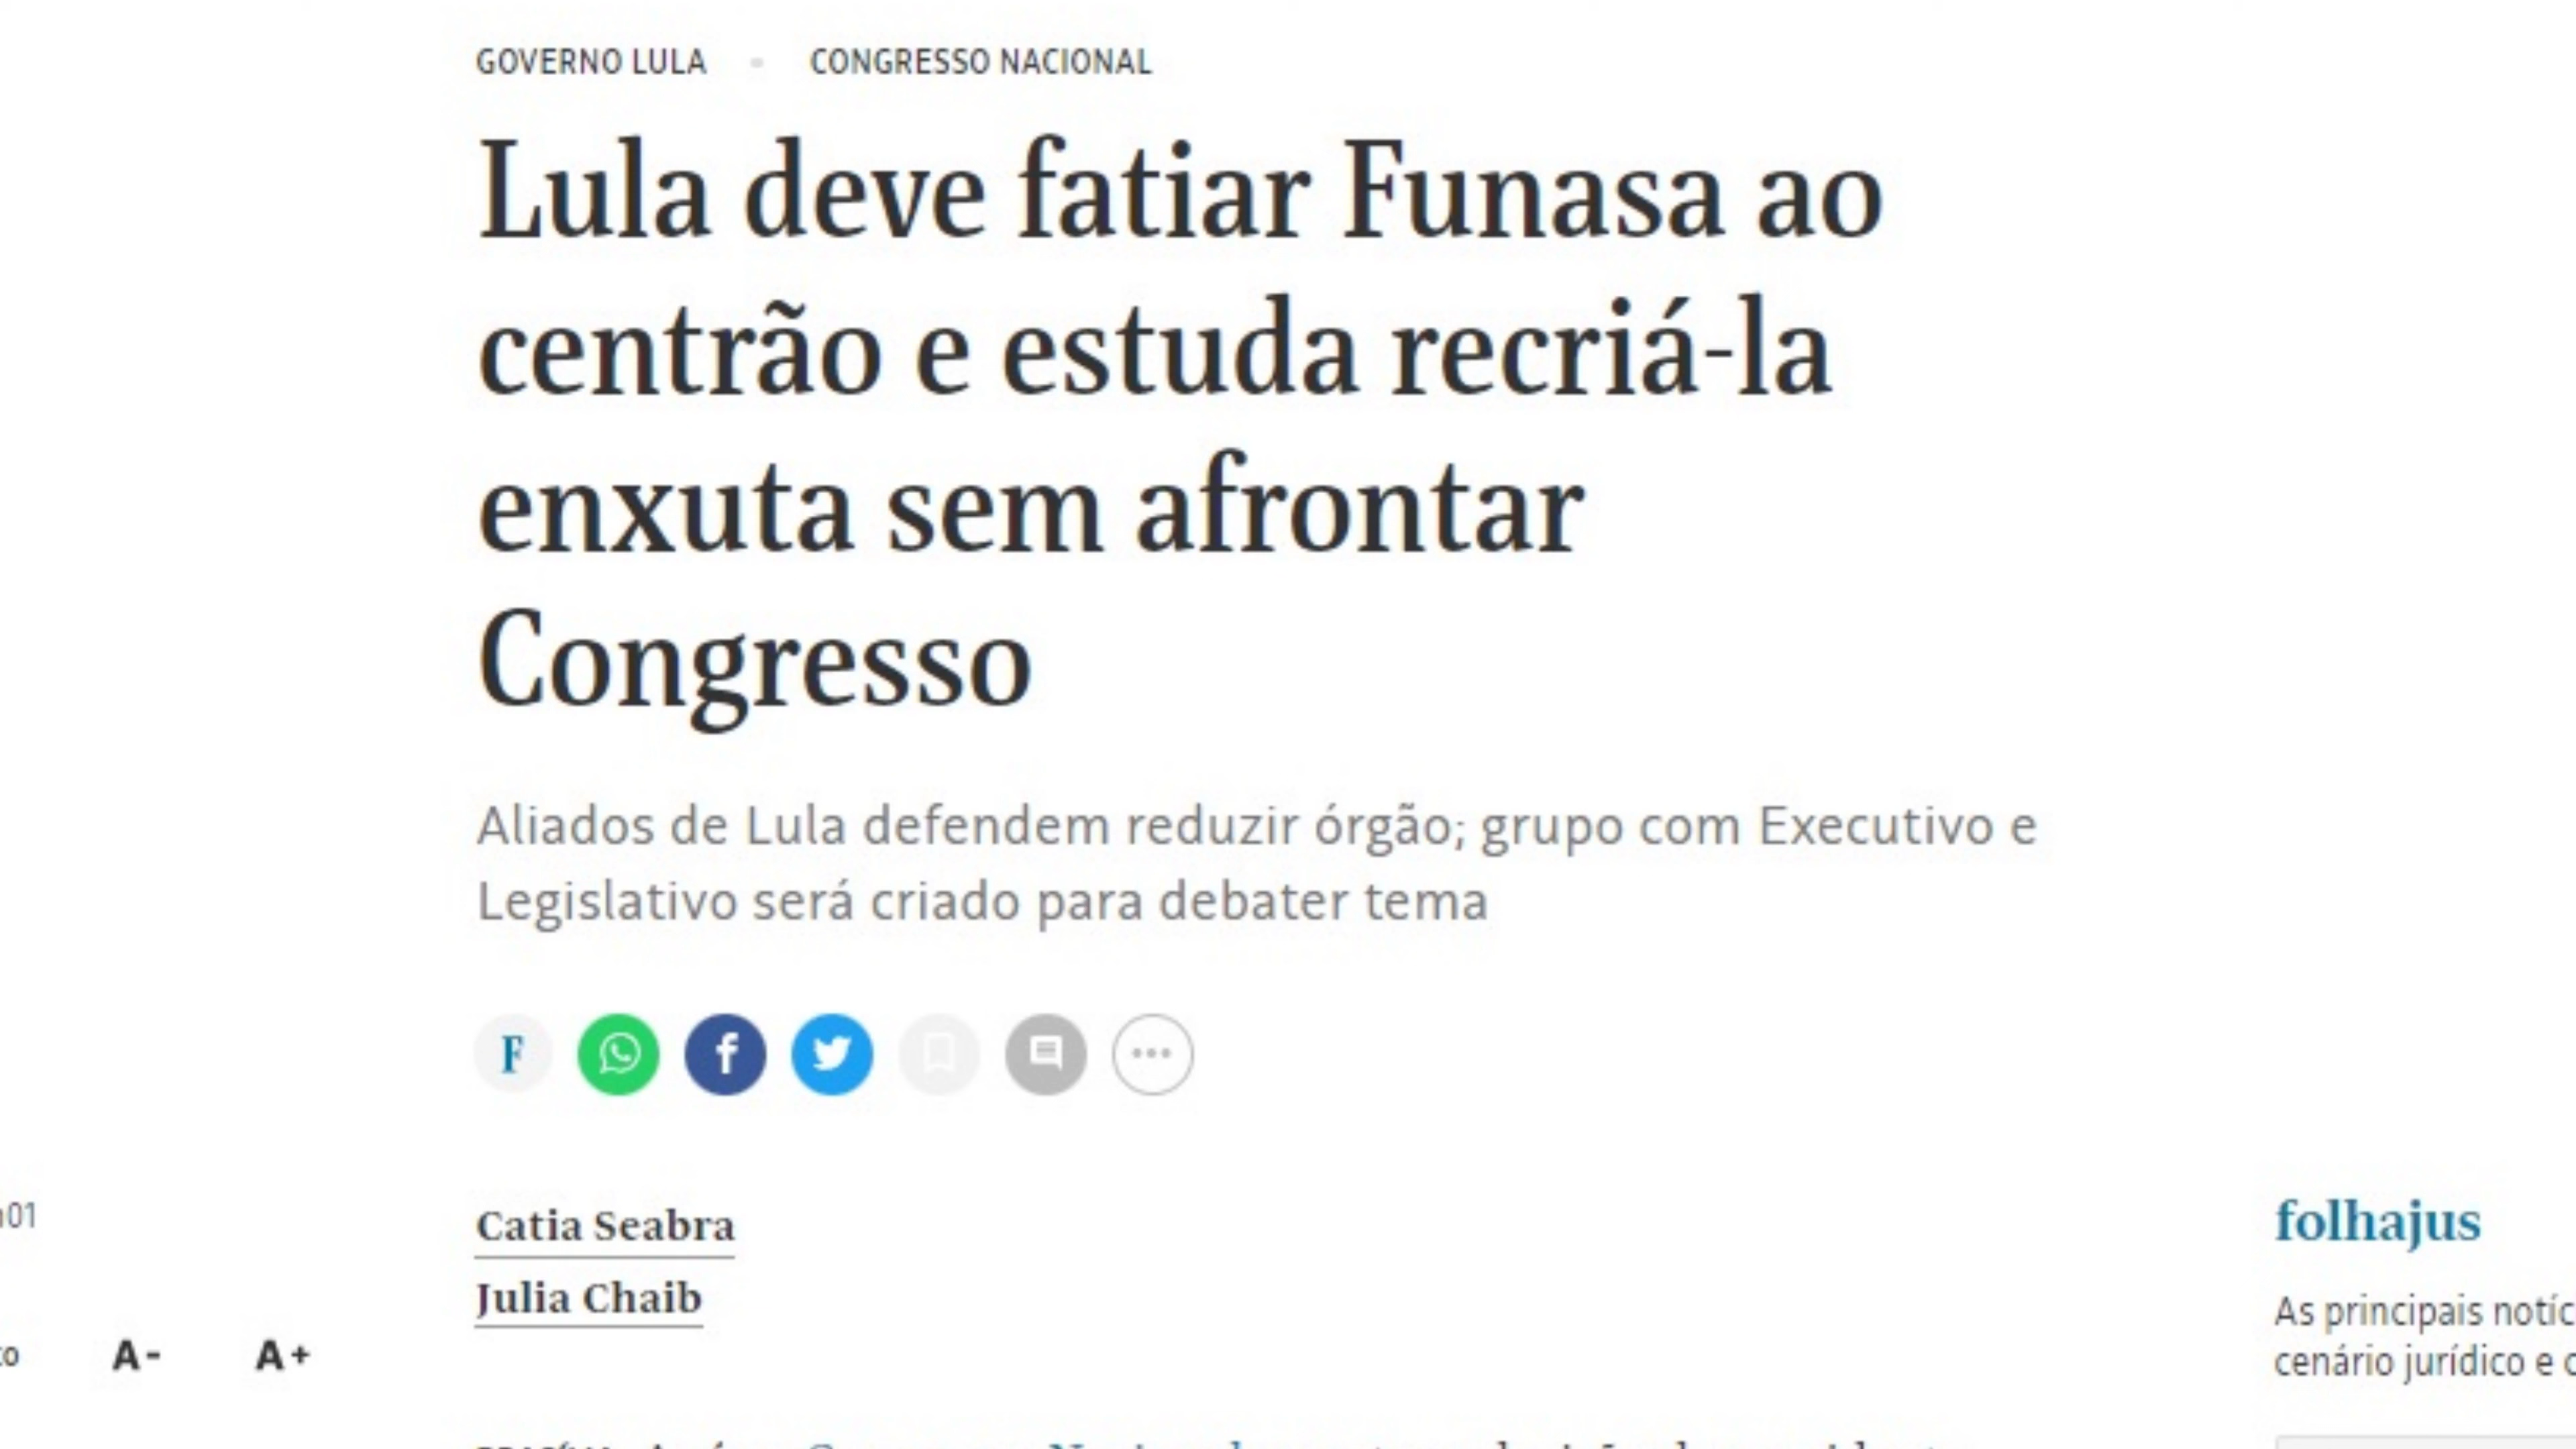 GOVERNO LULA CONGRESSO NACIONAL
Lula deve fatiar Funasa ao
centrão e estuda recriá-la
enxuta sem afrontar
Congresso
Aliados de Lula defendem reduzir órgão; grupo com Executivo e
Legislativo será criado para debater tema
F
Catia Seabra
Julia Chaib
A- A+
folhajus
As principais
cenário jurídico e